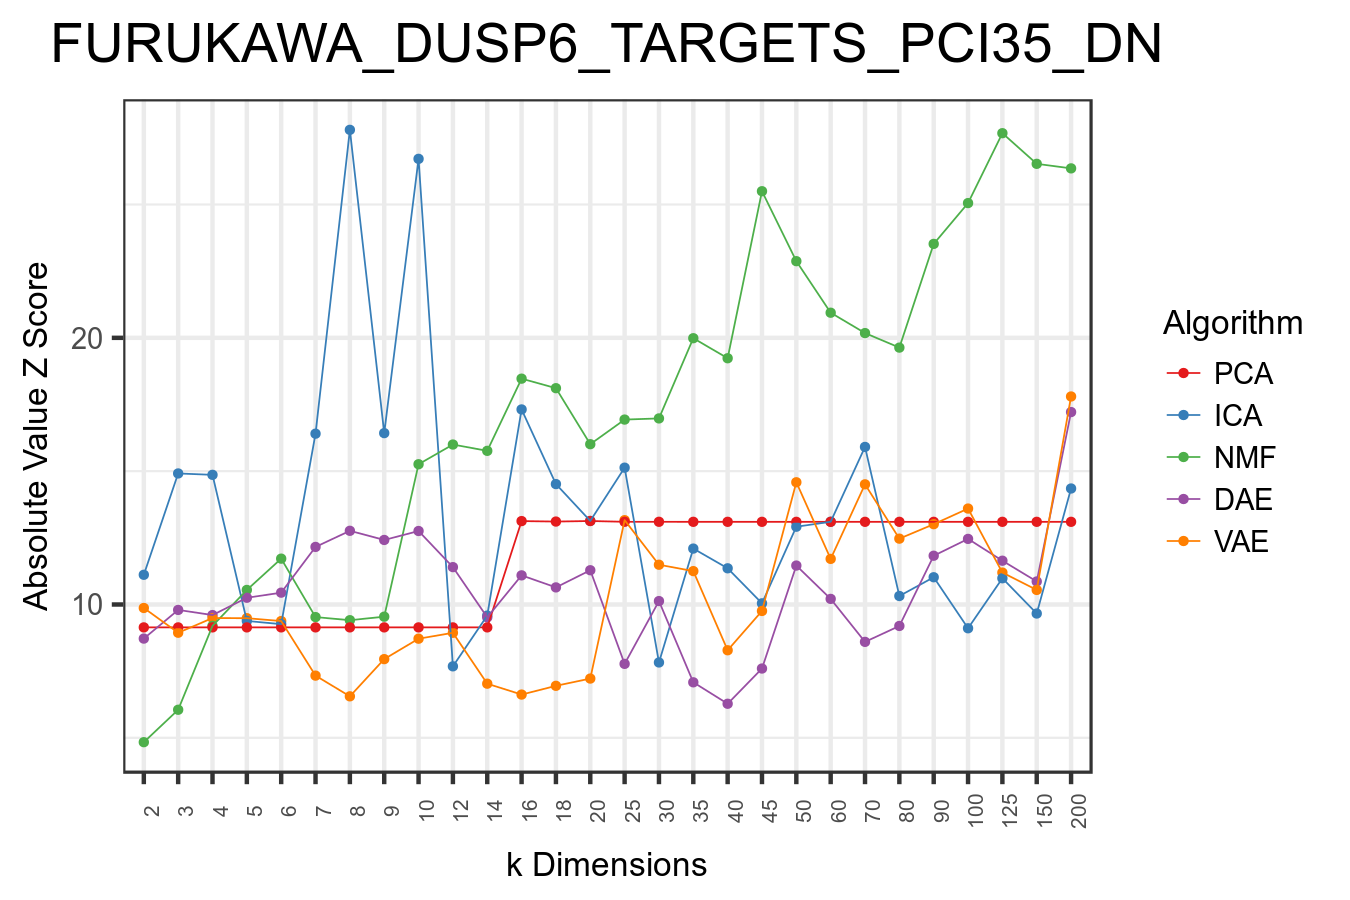 FURUKAWA_DUSP6_TARGETS_PCI35_DN
Absolute Value Z Score
20
10
2 3 4 5 6 7 8 9 10 12 14 16 18 20 25 30 35 40 45 50 60 70 80 90 100 125 150 200
k Dimensions
Algorithm
PCA
ICA
NMF
DAE
VAE